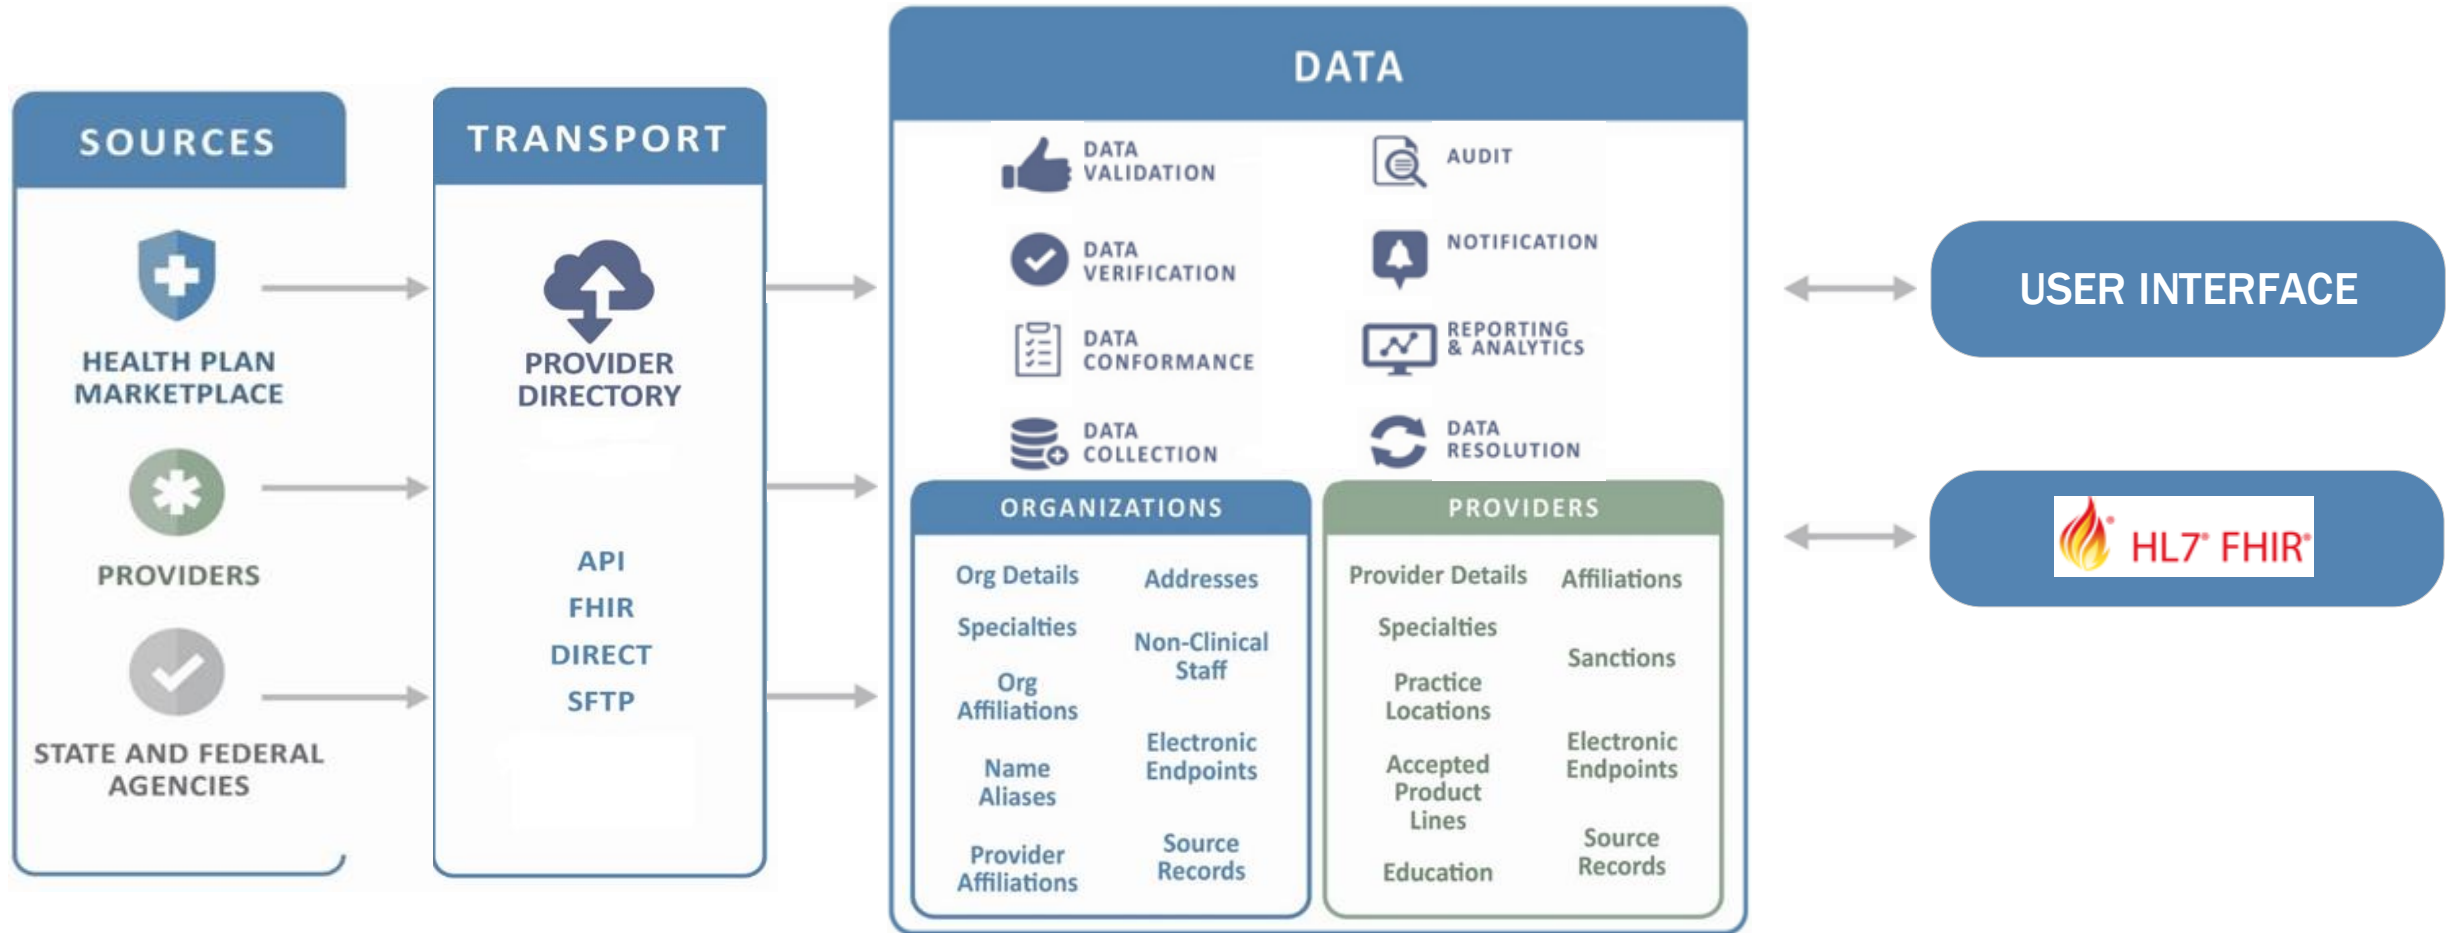 SOURCES
HEALTH PLAN
MARKETPLACE
PROVIDERS
STATE AND FEDERAL
AGENCIES
TRANSPORT
PROVIDER
DIRECTORY
API
FHIR
DIRECT
SFTP
DATA
DATA
VALIDATION
DATA
VERIFICATION
DATA
CONFORMANCE
DATA
COLLECTION
AUDIT
NOTIFICATION
REPORTING
& ANALYTICS
DATA
RESOLUTION
ORGANIZATIONS
Org Details
Specialties
Org
Affiliations
Name
Aliases
Provider
Affiliations
Addresses
Non-Clinical
Staff
Electronic
Endpoints
Source
Records
PROVIDERS
Provider Details
Specialties
Practice
Locations
Accepted
Product
Lines
Education
Affiliations
Sanctions
Electronic
Endpoints
Source
Records
USER INTERFACE
HL7® FHIR®